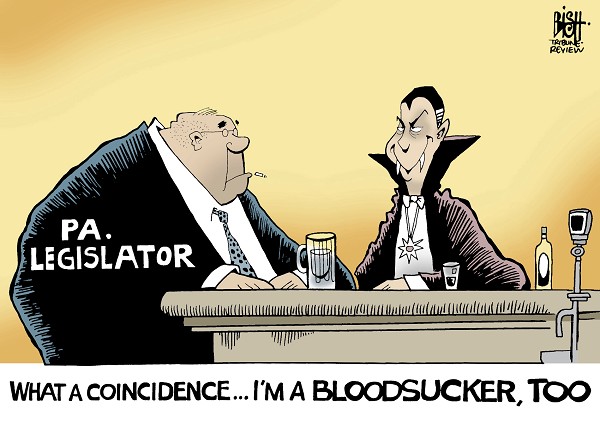 BISH.
TRIBUNE-
REVIEW
PA.
LEGISLATOR
WHAT A COINCIDENCE... I'M A BLOODSUCKER, TOO